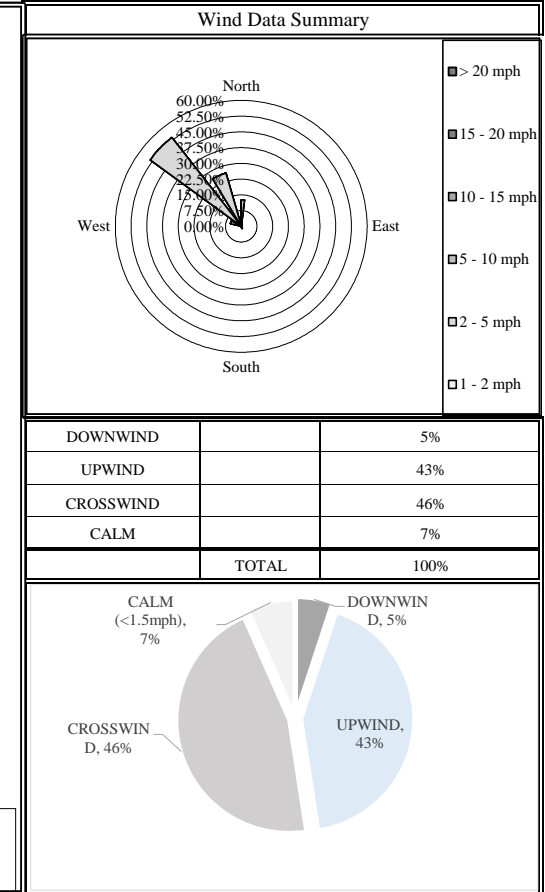 Wind Data Summary
North
60.00%
52.50%
45.00%
37.50%
30.00%
22.50%
15.00%
7.50%
0.00%
West
East
South
> 20 mph
15 - 20 mph
10 - 15 mph
5 - 10 mph
2 - 5 mph
1 - 2 mph
DOWNWIND 5%
UPWIND 43%
CROSSWIND 46%
CALM 7%
TOTAL 100%
CALM
(<1.5mph),
7%
DOWNWIN
D, 5%
UPWIND,
43%
CROSSWIN
D, 46%